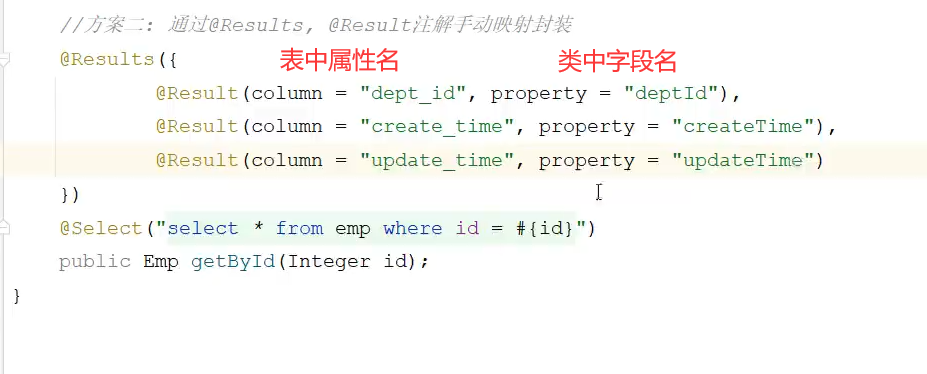 //方案二: 通过@Results, @Result注解手动映射封装
@Results({ 表中属性名 类中字段名
@Result(column = "dept_id", property = "deptId"),
@Result(column = "create_time", property = "createTime"),
@Result(column = "update_time", property = "updateTime")
})
@Select("select * from emp where id = #{id}")
public Emp getById(Integer id);
}